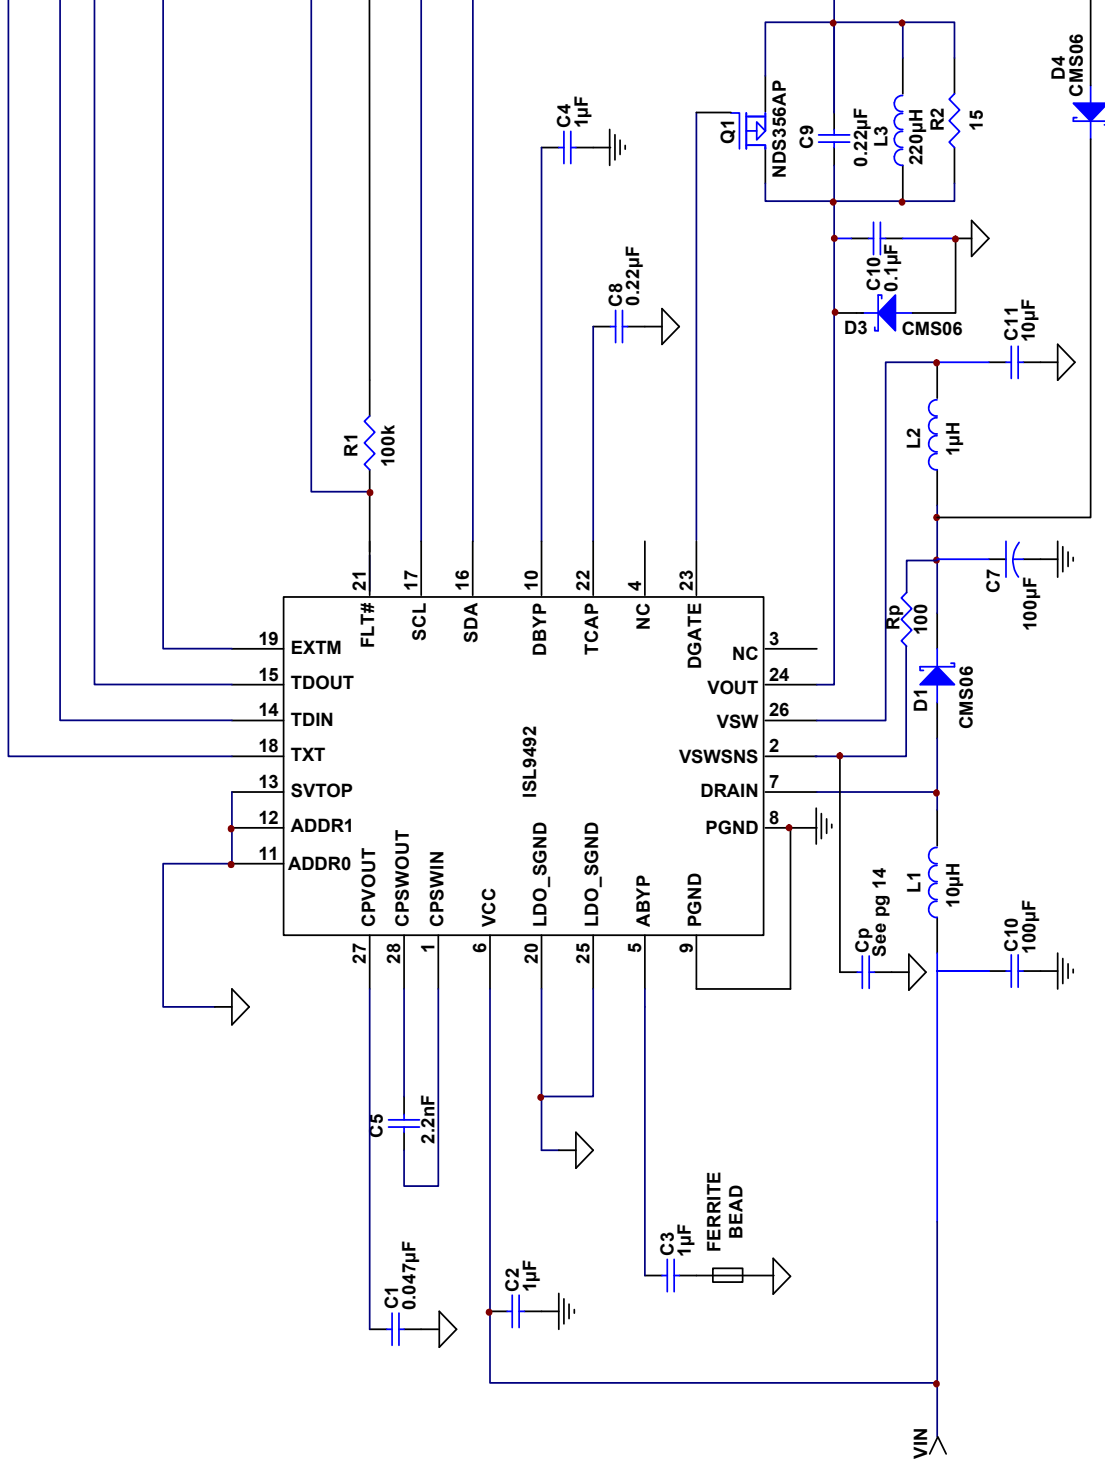 D4
CMS06
C4
1µF
Q1
NDS356AP
C9
0.22µF
L3
220µH
R2
15
C8
0.22µF
C10
0.1µF
D3
CMS06
C11
10µF
R1
100k
L2
1µH
21
17
16
10
22
4
23
C7
100µF
FLT#
SCL
SDA
DBYP
TCAP
NC
DGATE
Rp
100
19
EXTM
15
TDOUT
14
TDIN
18
TXT
13
SVTOP
12
ADDR1
11
ADDR0
NC
3
VOUT
24
VSW
26
VSWSNS
2
DRAIN
7
PGND
8
D1
CMS06
ISL9492
CPVOUT
CPSWOUT
CPSWIN
VCC
LDO_SGND
LDO_SGND
ABYP
PGND
27
28
1
6
20
25
5
9
L1
10µH
Cp
See pg 14
C10
100µF
C5
2.2nF
C1
0.047µF
C2
1µF
C3
1µF
FERRITE
BEAD
VIN